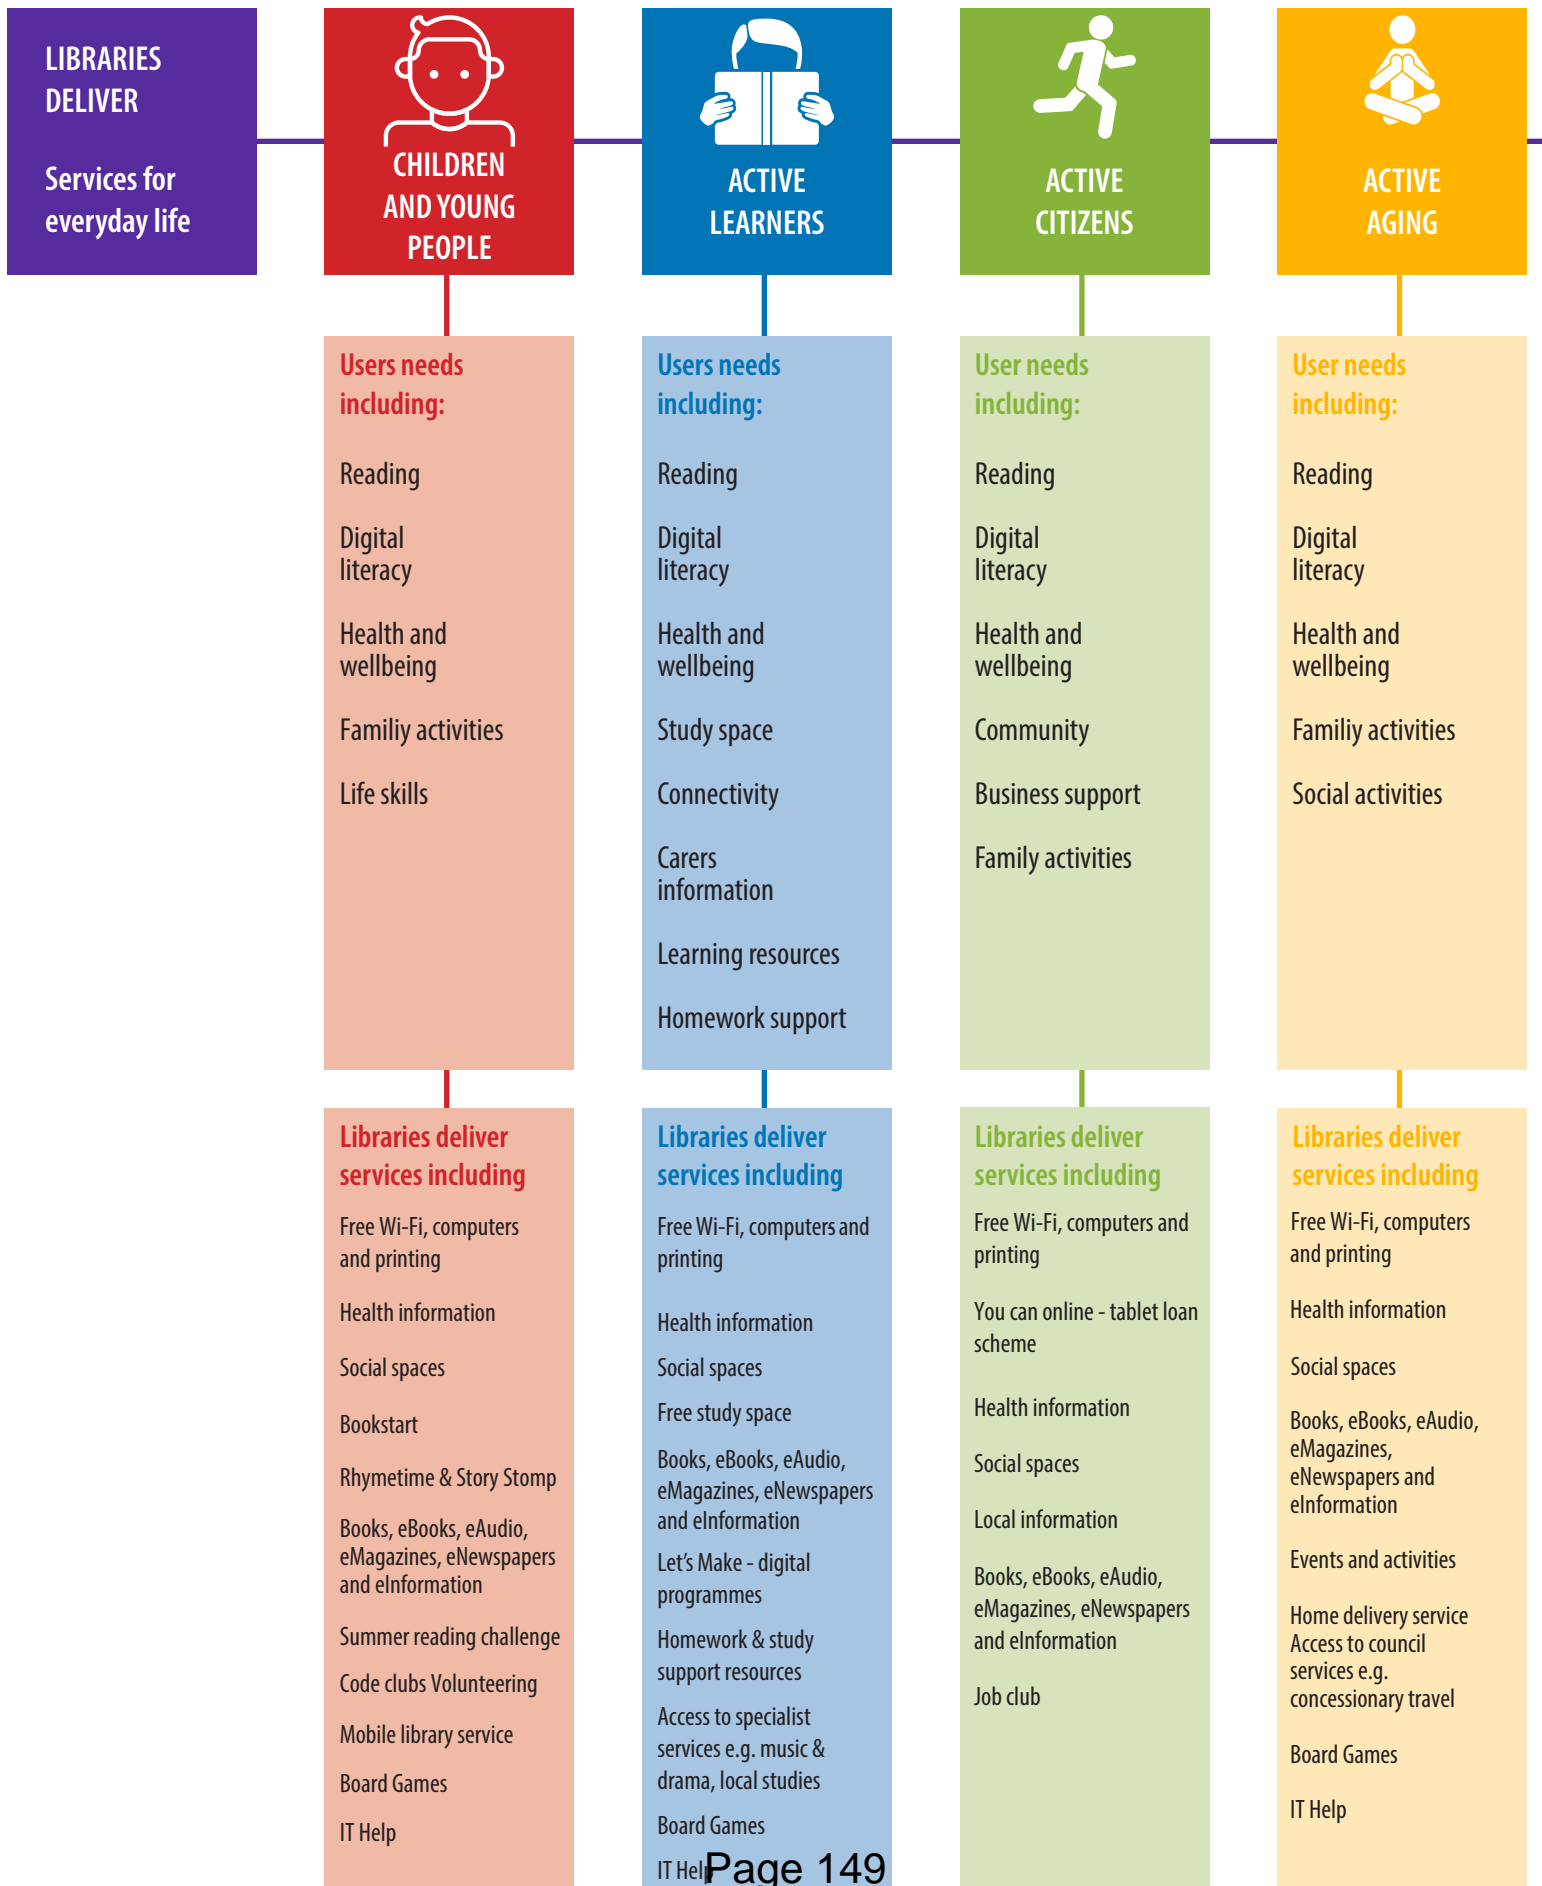 LIBRARIES
DELIVER
Services for
everyday life
CHILDREN
AND YOUNG
PEOPLE
Users needs
including:
Reading
Digital
literacy
Health and
wellbeing
Familiy activities
Life skills
Libraries deliver
services including
Free Wi-Fi, computers
and printing
Health information
Social spaces
Bookstart
Rhymetime & Story Stomp
Books, eBooks, eAudio,
eMagazines, eNewspapers
and eInformation
Summer reading challenge
Code clubs Volunteering
Mobile library service
Board Games
IT Help
ACTIVE
LEARNERS
Users needs
including:
Reading
Digital
literacy
Health and
wellbeing
Study space
Connectivity
Carers
information
Learning resources
Homework support
Libraries deliver
services including
Free Wi-Fi, computers and
printing
Health information
Social spaces
Free study space
Books, eBooks, eAudio,
eMagazines, eNewspapers
and eInformation
Let's Make - digital
programmes
Homework & study
support resources
Access to specialist
services e.g. music &
drama, local studies
Board Games
IT Help
ACTIVE
CITIZENS
User needs
including:
Reading
Digital
literacy
Health and
wellbeing
Community
Business support
Family activities
Libraries deliver
services including
Free Wi-Fi, computers and
printing
You can online - tablet loan
scheme
Health information
Social spaces
Local information
Books, eBooks, eAudio,
eMagazines, eNewspapers
and eInformation
Job club
ACTIVE
AGING
User needs
including:
Reading
Digital
literacy
Health and
wellbeing
Familiy activities
Social activities
Libraries deliver
services including
Free Wi-Fi, computers
and printing
Health information
Social spaces
Books, eBooks, eAudio,
eMagazines,
eNewspapers and
eInformation
Events and activities
Home delivery service
Access to council
services e.g.
concessionary travel
Board Games
IT Help
Page 149